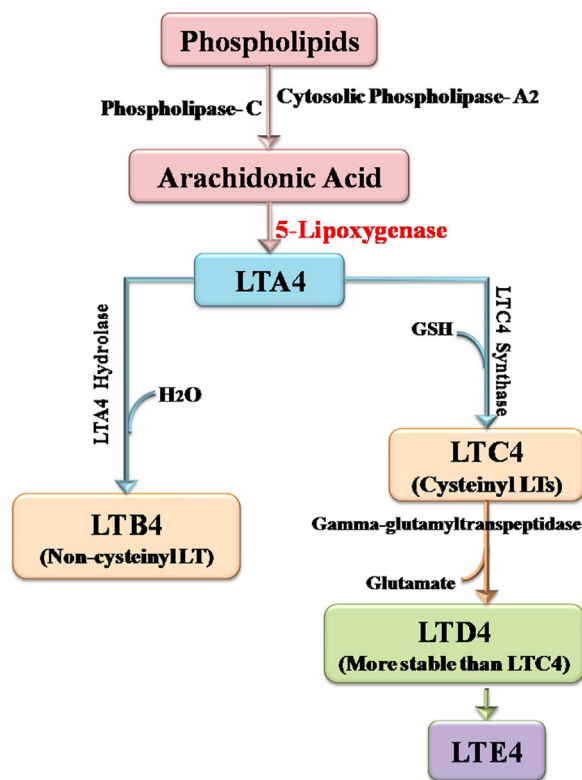 Phospholipids
Phospholipase- C
Cytosolic Phospholipase- A2
Arachidonic Acid
5-Lipoxygenase
LTA4
LTA4 Hydrolase
H2O
LTC4 Synthase
GSH
LTB4
(Non-cysteinyl LT)
LTC4
(Cysteinyl LTs)
Gamma-glutamyltranspeptidase
Glutamate
LTD4
(More stable than LTC4)
LTE4